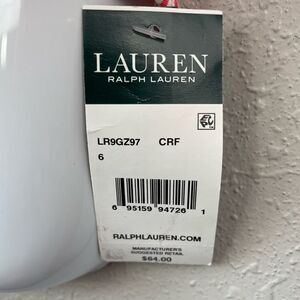 LAUREN
RALPH LAUREN
LR9GZ97 CRF
6
6 95159 94726 1
RALPHLAUREN.COM
MANUFACTURER'S
SUGGESTED RETAIL
$64.00